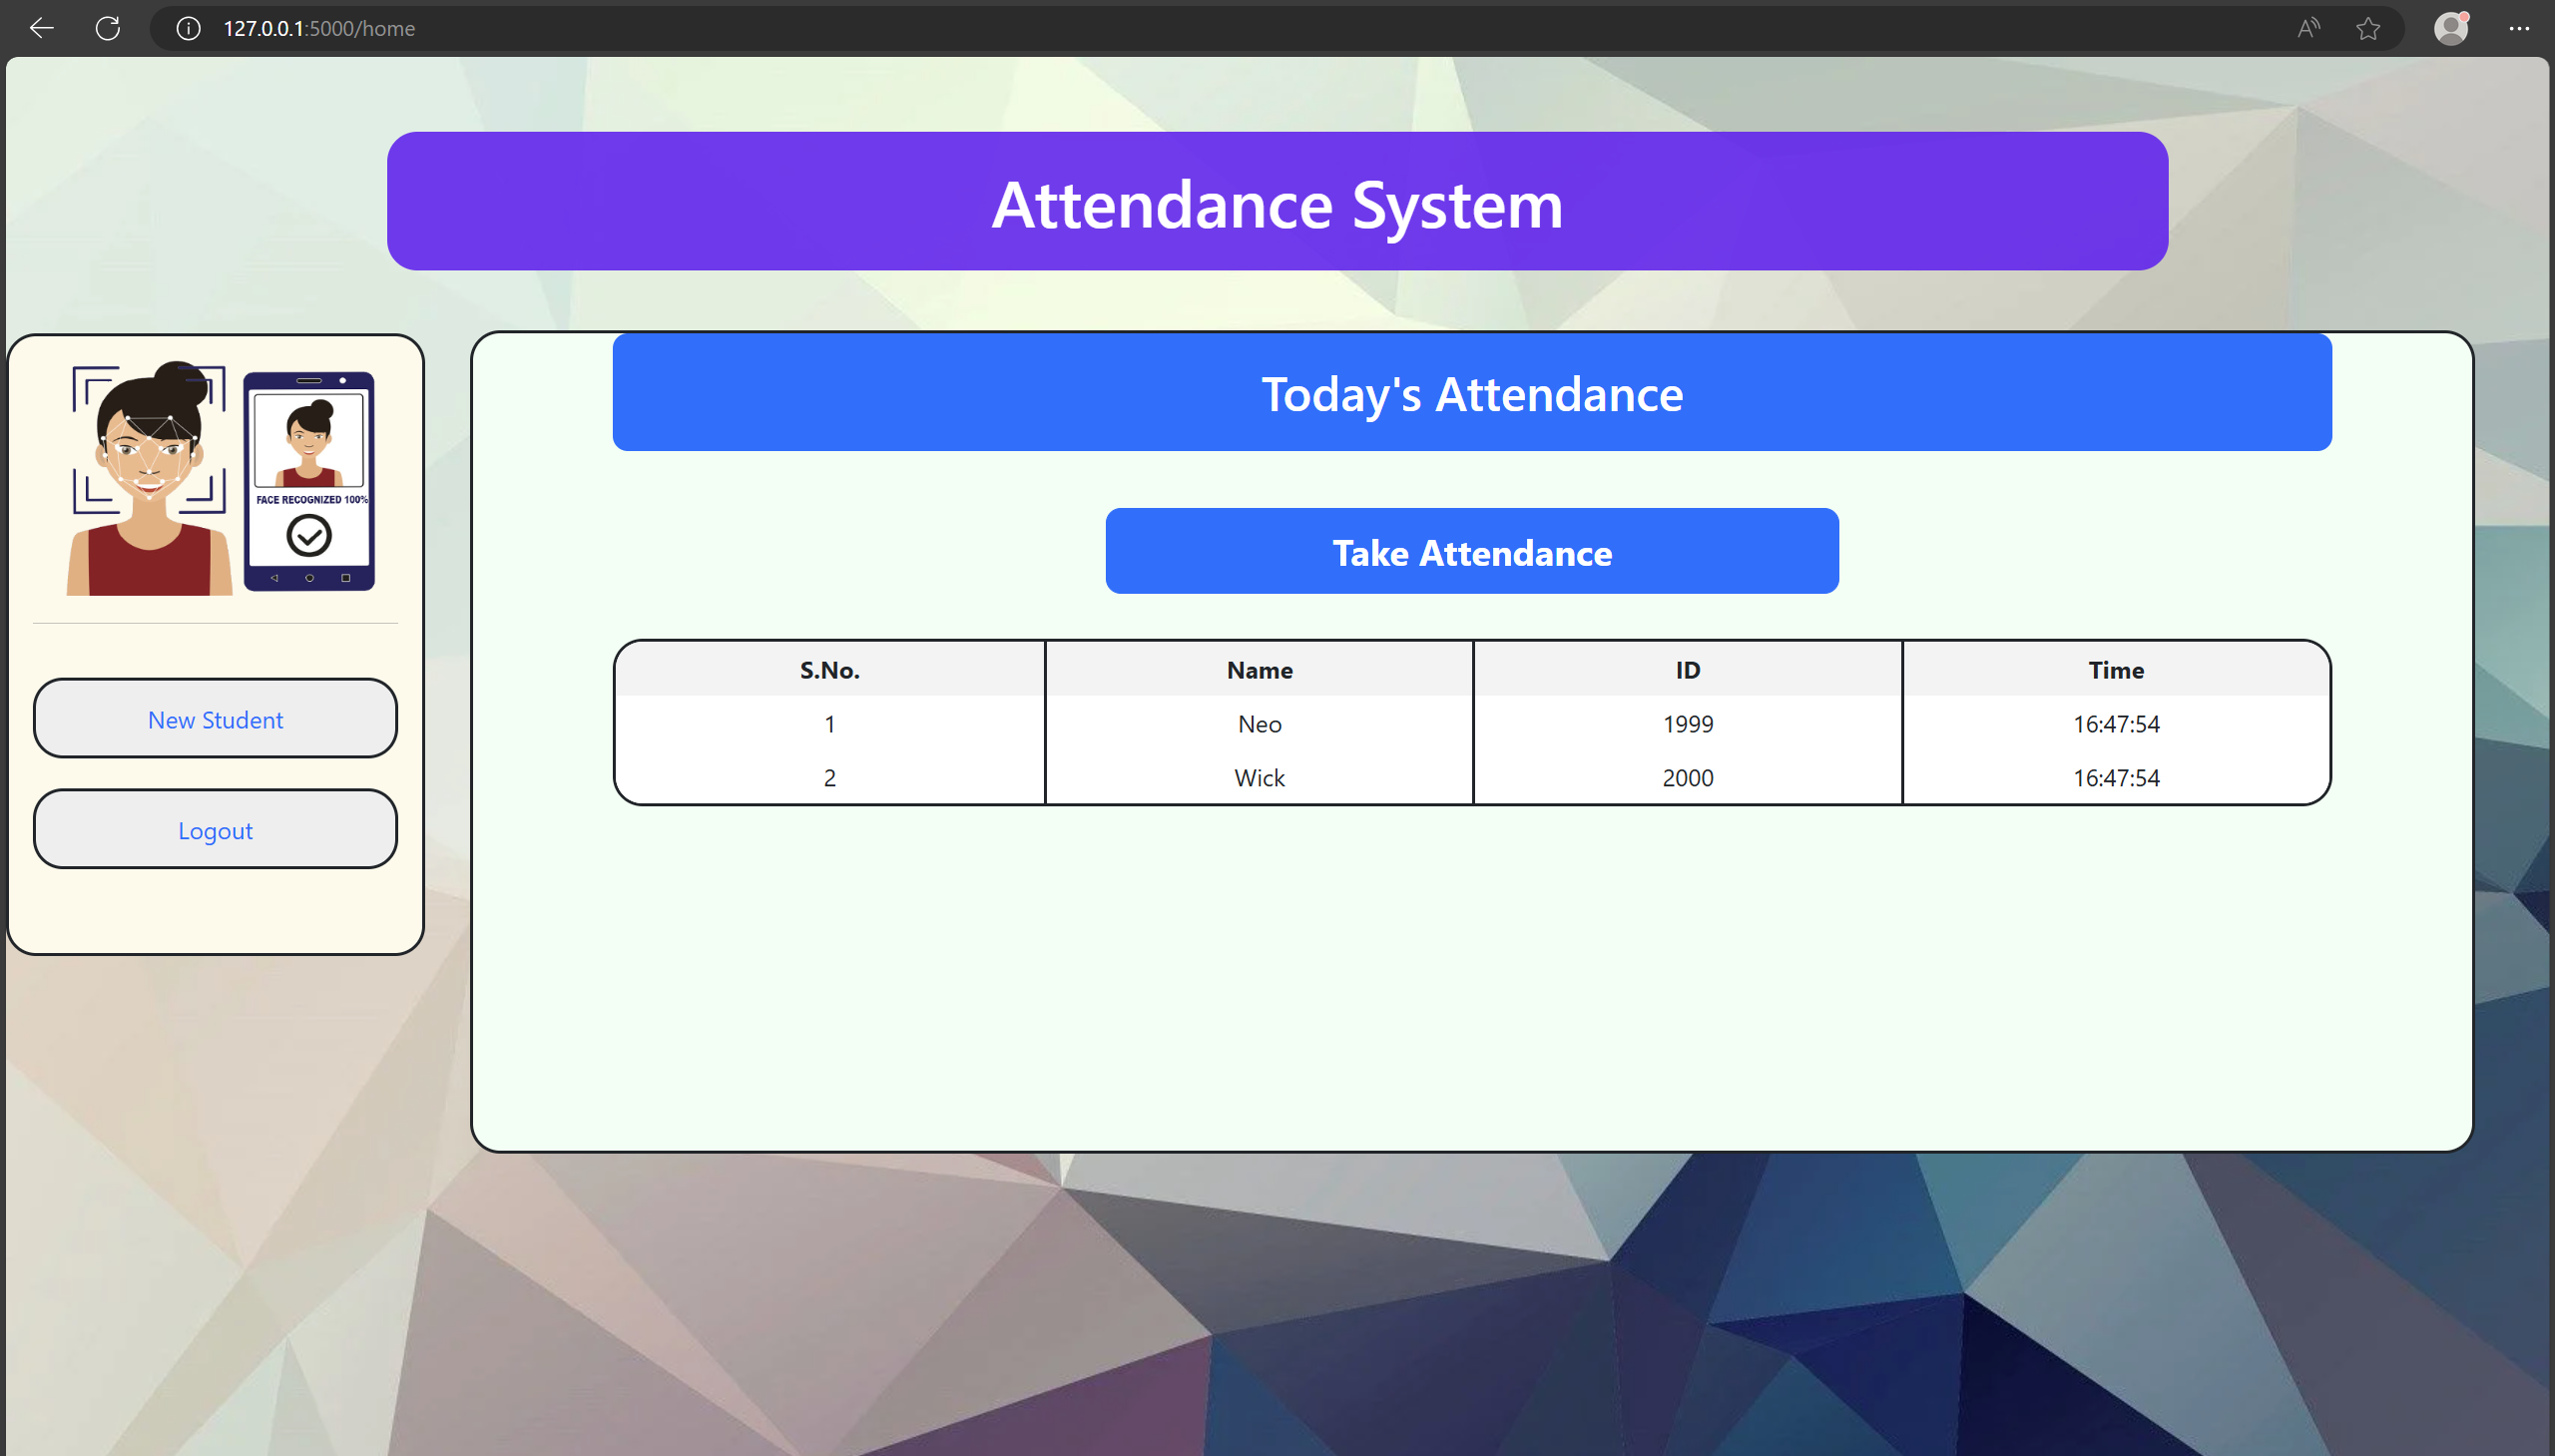 127.0.0.1:5000/home
Attendance System
FACE RECOGNIZED 100%
New Student
Logout
Today's Attendance
Take Attendance
S.No. Name ID Time
1 Neo 1999 16:47:54
2 Wick 2000 16:47:54